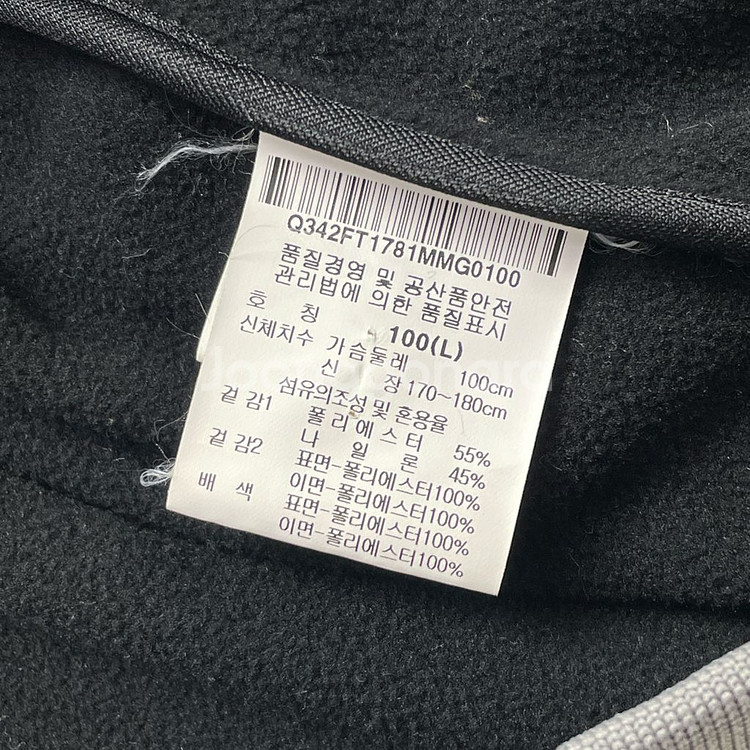 Q342FT1781MMG0100
품질경영 및 공산품안전
관리법에 의한 품질표시
호 칭 100(L)
신체치수 가슴둘레 100cm
신 장 170~180cm
섬유의조성 및 혼용율
겉 감1 폴리에스터 55%
나 일 론 45%
겉 감2 표면-폴리에스터100%
이면-폴리에스터100%
배 색 표면-폴리에스터100%
이면-폴리에스터100%